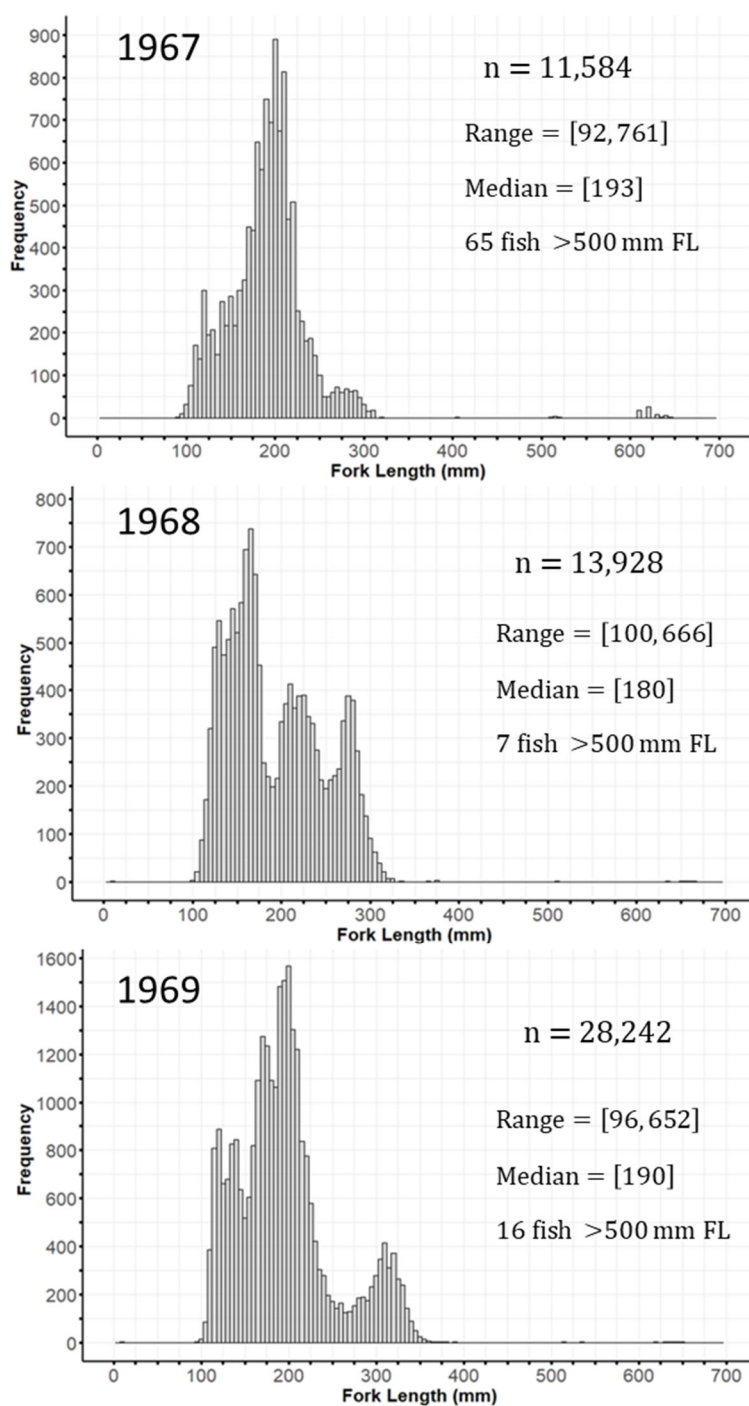 1967
n = 11,584
Range = [92,761]
Median = [193]
65 fish >500 mm FL
Frequency
900
800
700
600
500
400
300
200
100
0
0 100 200 300 400 500 600 700
Fork Length (mm)
1968
n = 13,928
Range = [100,666]
Median = [180]
7 fish >500 mm FL
Frequency
800
700
600
500
400
300
200
100
0
0 100 200 300 400 500 600 700
Fork Length (mm)
1969
n = 28,242
Range = [96,652]
Median = [190]
16 fish >500 mm FL
Frequency
1600
1400
1200
1000
800
600
400
200
0
0 100 200 300 400 500 600 700
Fork Length (mm)